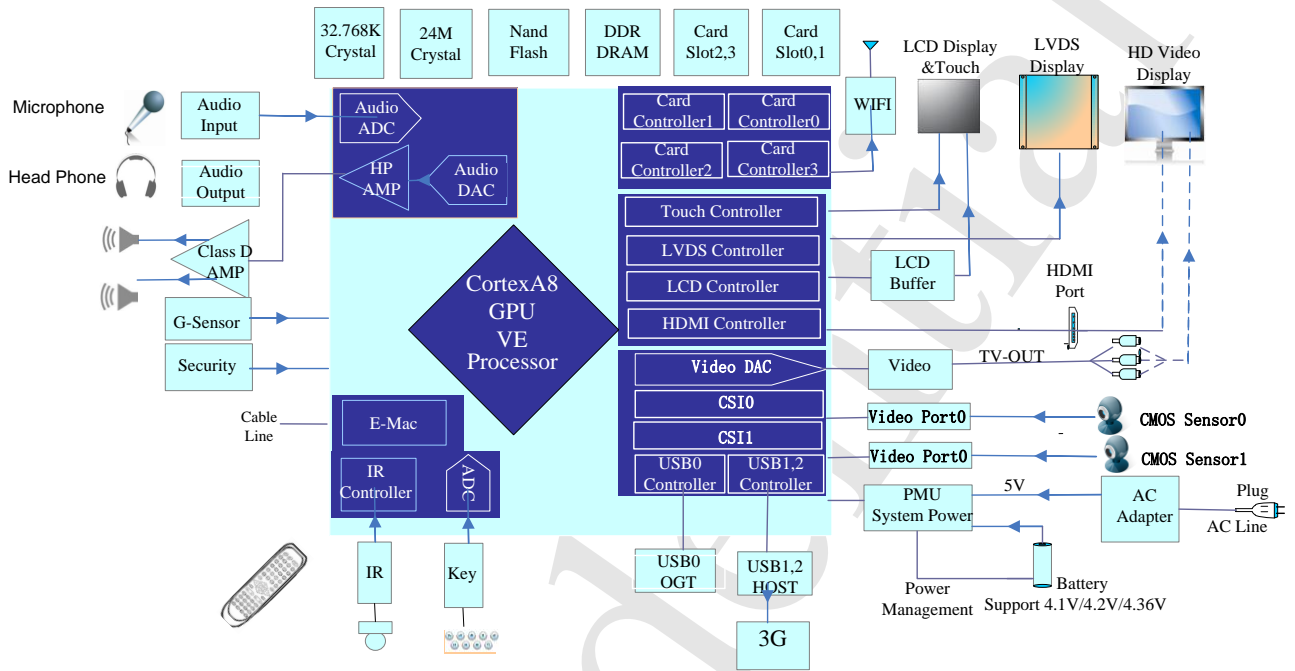 32.768K
Crystal
24M
Crystal
Nand
Flash
DDR
DRAM
Card
Slot2,3
Card
Slot0,1
LCD Display
&Touch
LVDS
Display
HD Video
Display
Microphone
Audio
Input
Audio
ADC
Card
Controller1
Card
Controller0
WIFI
Head Phone
Audio
Output
HP
AMP
Audio
DAC
Card
Controller2
Card
Controller3
Class D
AMP
Touch Controller
LVDS Controller
LCD Controller
HDMI Controller
LCD
Buffer
HDMI
Port
G-Sensor
Security
CortexA8
GPU
VE
Processor
Video DAC
Video
TV-OUT
CSI0
CSI1
Video Port0
CMOS Sensor0
Video Port0
CMOS Sensor1
Cable
Line
E-Mac
IR
Controller
ADC
USB0
Controller
USB1,2
Controller
PMU
System Power
5V
AC
Adapter
Plug
AC Line
IR
Key
USB0
OGT
USB1,2
HOST
3G
Power
Management
Battery
Support 4.1V/4.2V/4.36V